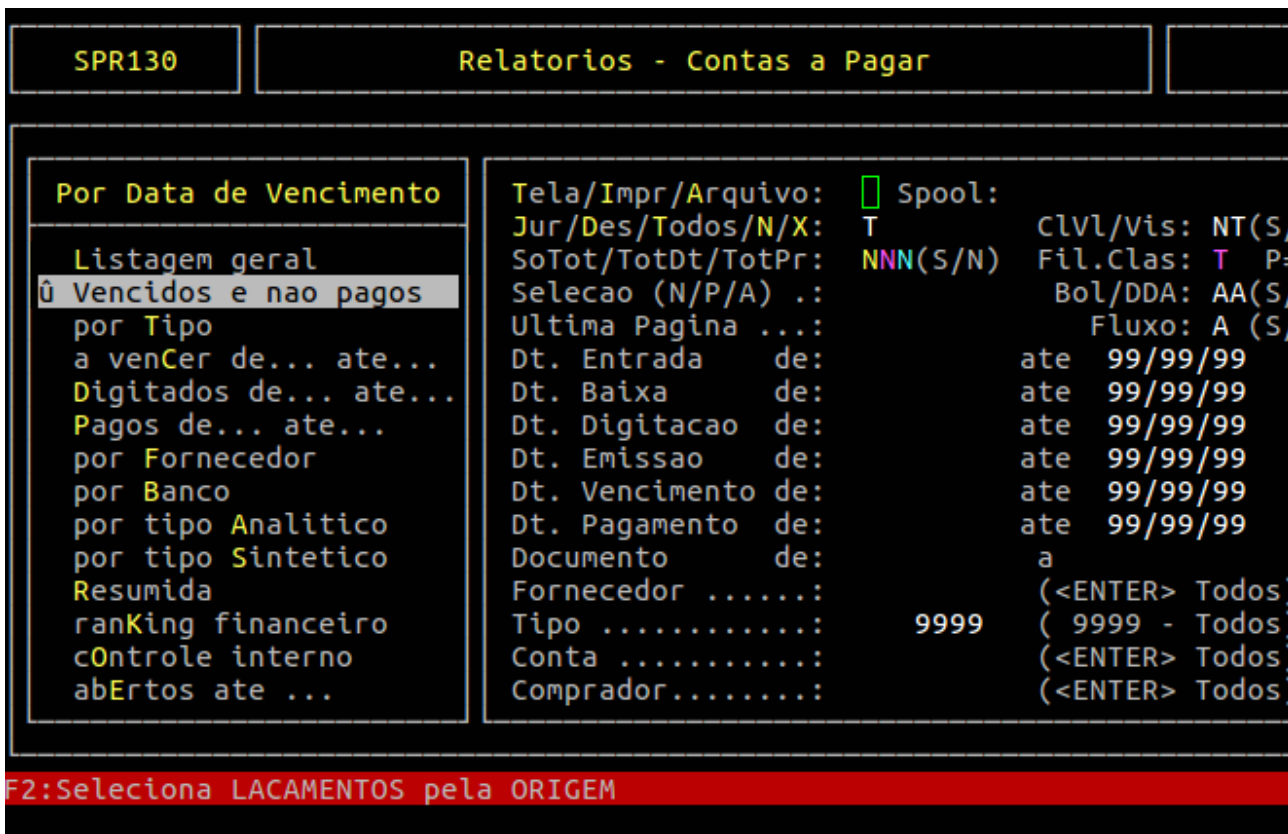 SPR130
Relatorios - Contas a Pagar
Por Data de Vencimento
Listagem geral
û Vencidos e nao pagos
por Tipo
a venCer de... ate...
Digitados de... ate...
Pagos de... ate...
por Fornecedor
por Banco
por tipo Analitico
por tipo Sintetico
Resumida
ranKing financeiro
cOntrole interno
abErtos ate ...
Tela/Impr/Arquivo: Spool:
Jur/Des/Todos/N/X: T ClVl/Vis: NT(S/
SoTot/TotDt/TotPr: NNN(S/N) Fil.Clas: T P=
Selecao (N/P/A) .: Bol/DDA: AA(S/
Ultima Pagina ...: Fluxo: A (S/
Dt. Entrada de: ate 99/99/99
Dt. Baixa de: ate 99/99/99
Dt. Digitacao de: ate 99/99/99
Dt. Emissao de: ate 99/99/99
Dt. Vencimento de: ate 99/99/99
Dt. Pagamento de: ate 99/99/99
Documento de: a
Fornecedor ......: (<ENTER> Todos)
Tipo ............: 9999 ( 9999 - Todos)
Conta ...........: (<ENTER> Todos)
Comprador........: (<ENTER> Todos)
F2:Seleciona LACAMENTOS pela ORIGEM